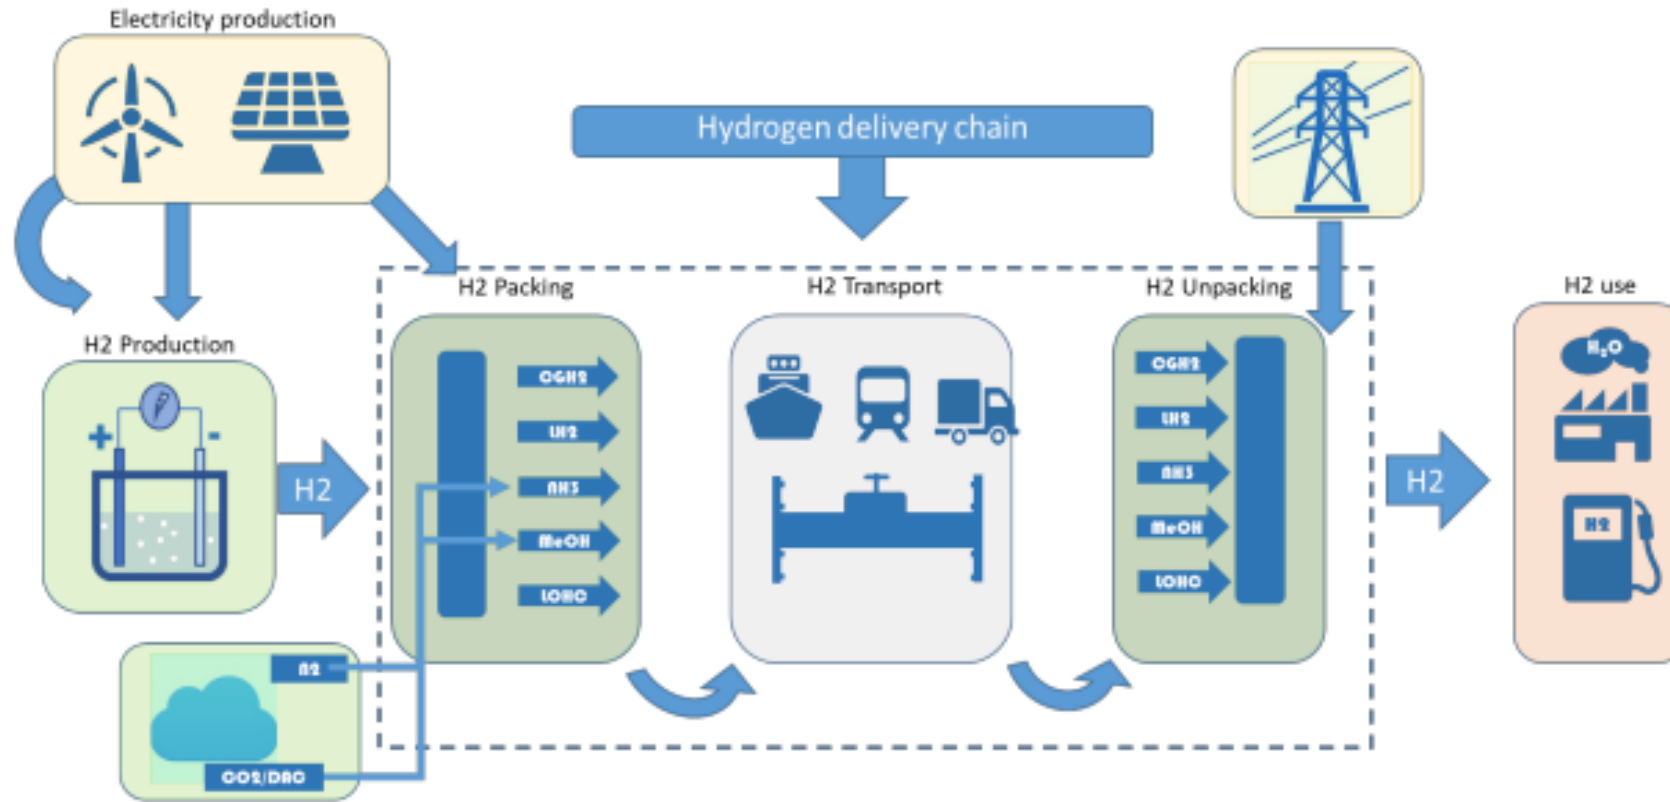 Electricity production
Hydrogen delivery chain
H2 Packing
H2 Transport
H2 Unpacking
H2 use
H2 Production
CGH2
LH2
NH3
MeOH
LOHC
CGH2
LH2
NH3
MeOH
LOHC
H2O
H2
+
-
H2
H2
N2
CO2/DAC